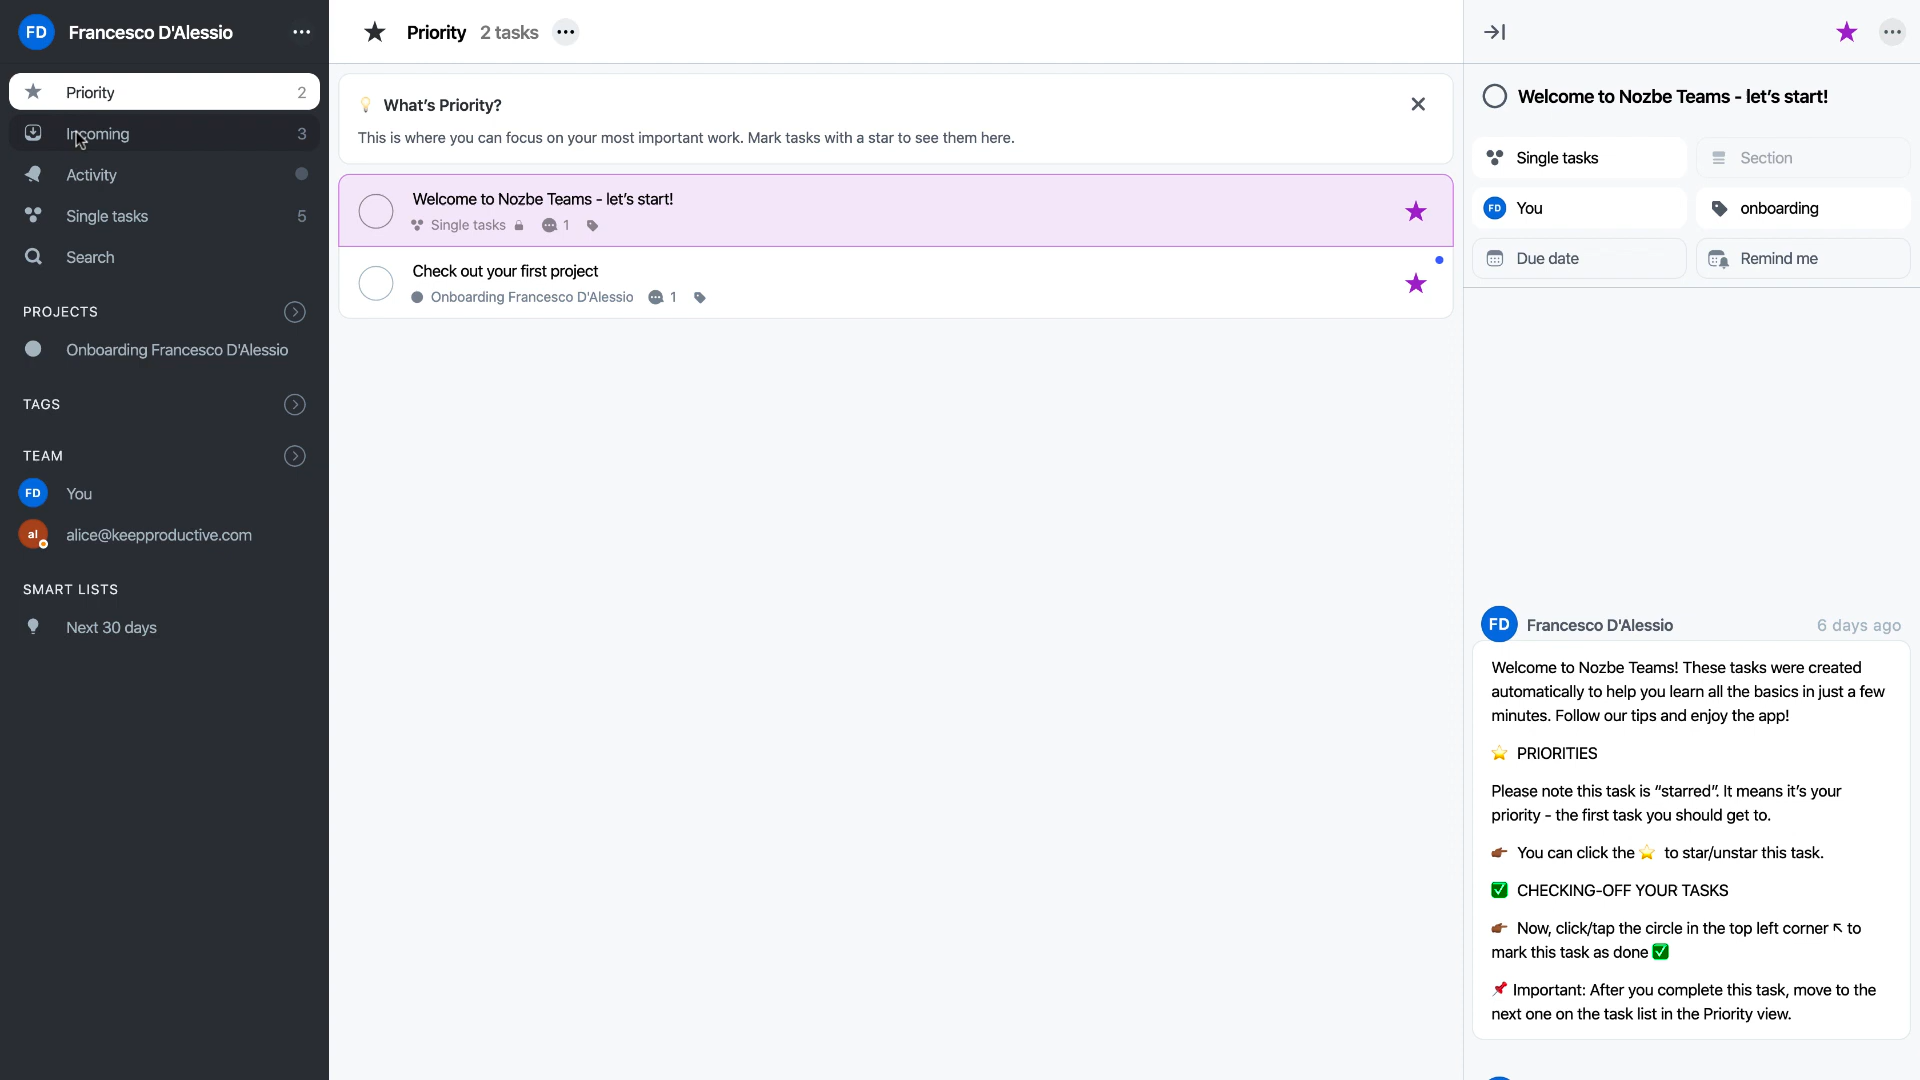 FD Francesco D'Alessio
Priority 2
Incoming 3
Activity
Single tasks 5
Search
PROJECTS
Onboarding Francesco D'Alessio
TAGS
TEAM
FD You
al alice@keepproductive.com
SMART LISTS
Next 30 days
Priority 2 tasks
What's Priority?
This is where you can focus on your most important work. Mark tasks with a star to see them here.
Welcome to Nozbe Teams - let's start!
Single tasks 1
Check out your first project
Onboarding Francesco D'Alessio 1
Welcome to Nozbe Teams - let's start!
Single tasks Section
FD You onboarding
Due date Remind me
FD Francesco D'Alessio 6 days ago
Welcome to Nozbe Teams! These tasks were created
automatically to help you learn all the basics in just a few
minutes. Follow our tips and enjoy the app!
⭐ PRIORITIES
Please note this task is “starred”. It means it's your
priority - the first task you should get to.
👉🏾 You can click the ⭐ to star/unstar this task.
✅ CHECKING-OFF YOUR TASKS
👉🏾 Now, click/tap the circle in the top left corner ↖ to
mark this task as done ✅
📌 Important: After you complete this task, move to the
next one on the task list in the Priority view.